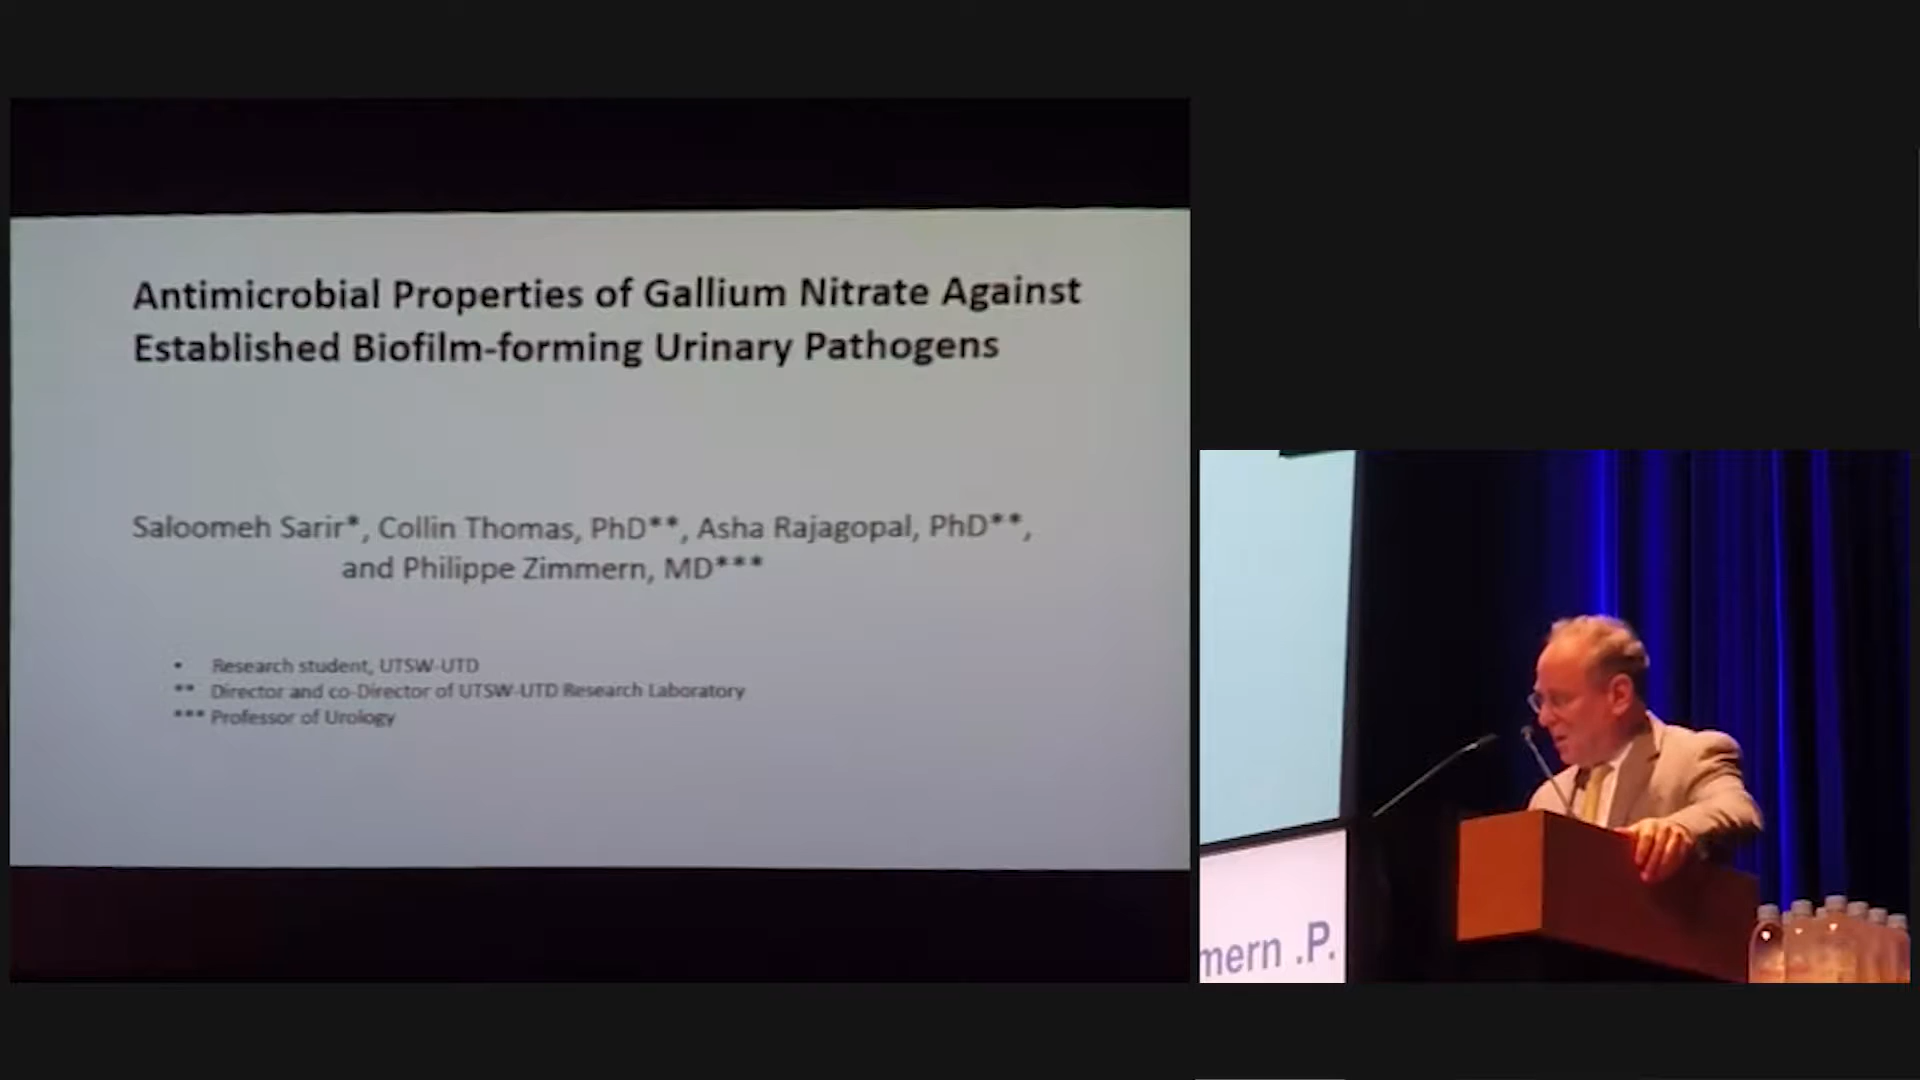 Antimicrobial Properties of Gallium Nitrate Against
Established Biofilm-forming Urinary Pathogens
Saloomeh Sarir*, Collin Thomas, PhD**, Asha Rajagopal, PhD**,
and Philippe Zimmern, MD***
• Research student, UTSW-UTD
** Director and co-Director of UTSW-UTD Research Laboratory
*** Professor of Urology
mern .P.